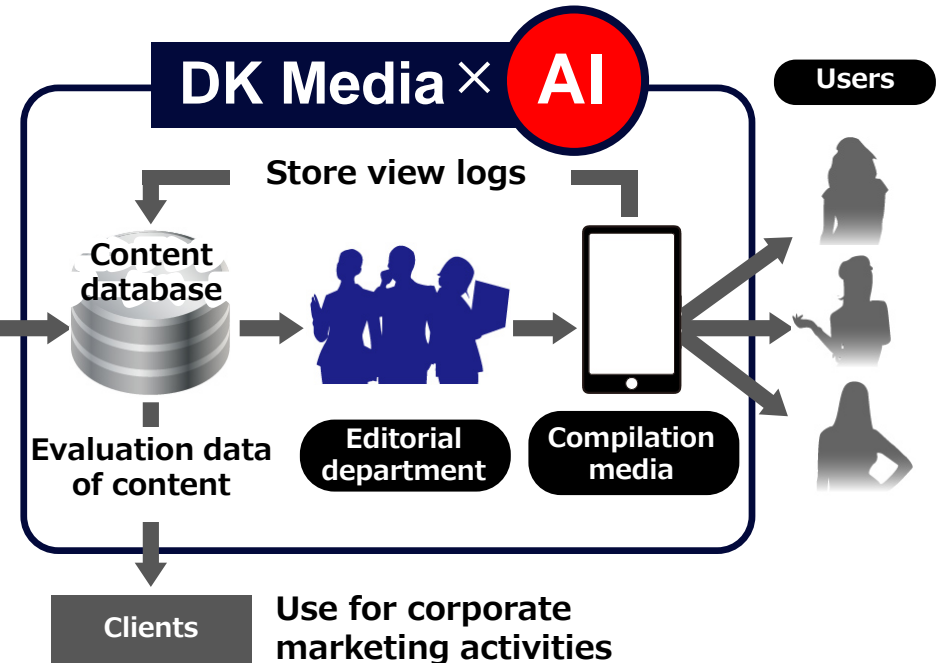 DK Media × AI
Users
Store view logs
Content
database
Evaluation data
of content
Editorial
department
Compilation
media
Clients
Use for corporate
marketing activities